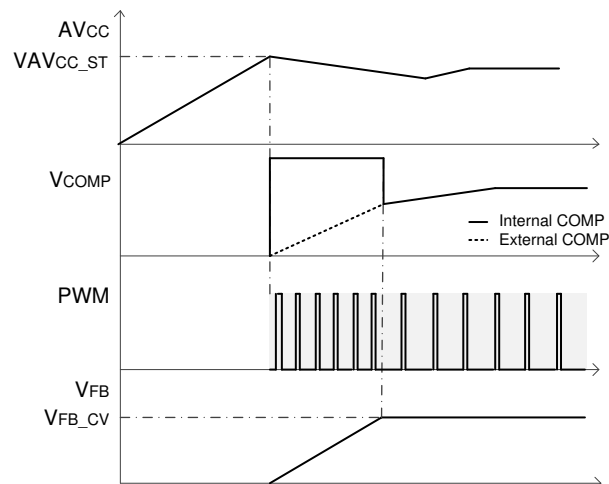 AVCC
VAVCC_ST
VCOMP
Internal COMP
External COMP
PWM
VFB
VFB_CV